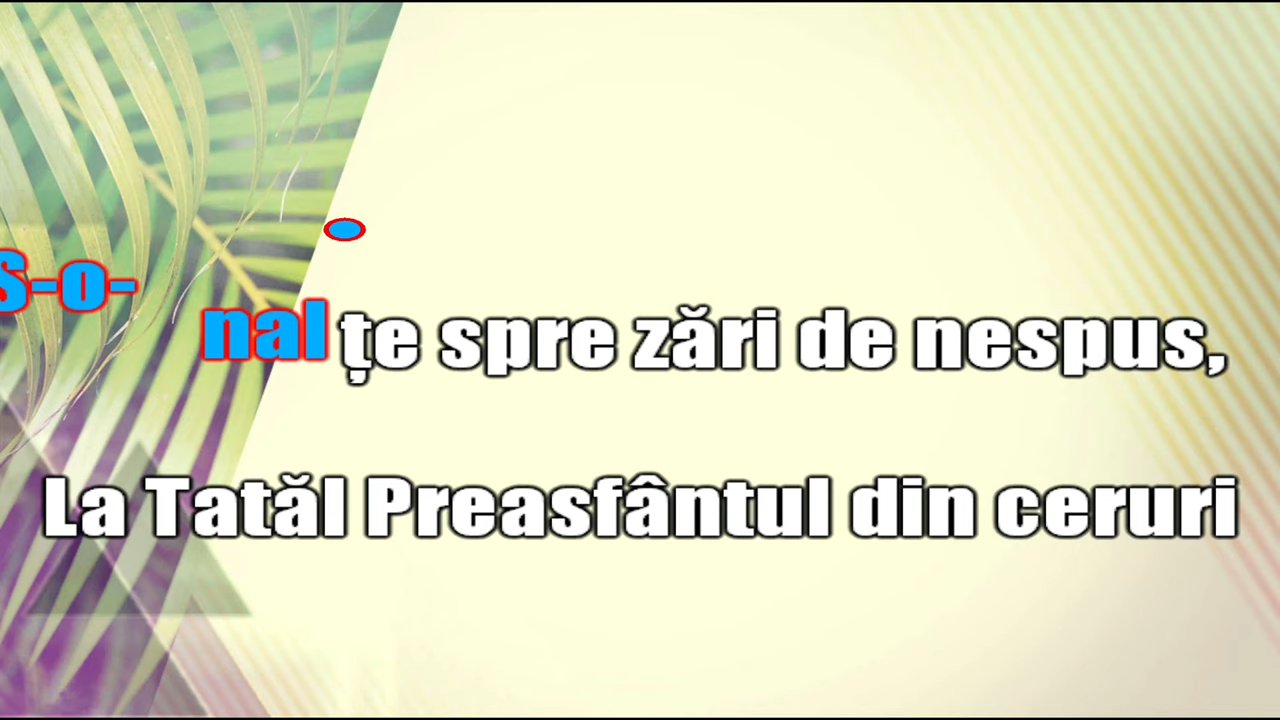 S-o-
nal țe spre zări de nespus,
La Tatăl Preasfântul din ceruri